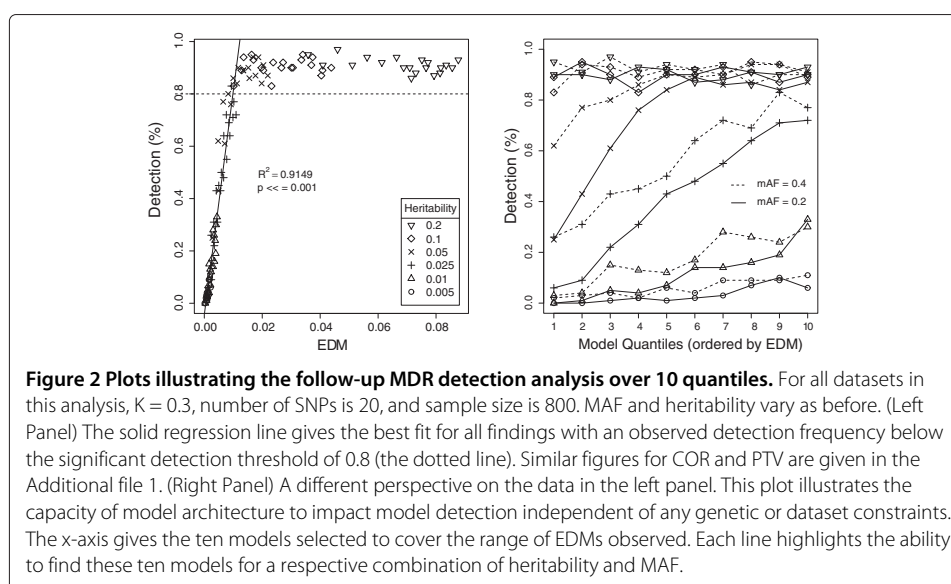 1.0
0.8
0.6
0.4
0.2
0.0
Detection (%)
R² = 0.9149
p << = 0.001
Heritability
0.2
0.1
0.05
0.025
0.01
0.005
0.00 0.02 0.04 0.06 0.08
EDM
1.0
0.8
0.6
0.4
0.2
0.0
Detection (%)
mAF = 0.4
mAF = 0.2
1 2 3 4 5 6 7 8 9 10
Model Quantiles (ordered by EDM)
Figure 2 Plots illustrating the follow-up MDR detection analysis over 10 quantiles. For all datasets in
this analysis, K = 0.3, number of SNPs is 20, and sample size is 800. MAF and heritability vary as before. (Left
Panel) The solid regression line gives the best fit for all findings with an observed detection frequency below
the significant detection threshold of 0.8 (the dotted line). Similar figures for COR and PTV are given in the
Additional file 1. (Right Panel) A different perspective on the data in the left panel. This plot illustrates the
capacity of model architecture to impact model detection independent of any genetic or dataset constraints.
The x-axis gives the ten models selected to cover the range of EDMs observed. Each line highlights the ability
to find these ten models for a respective combination of heritability and MAF.